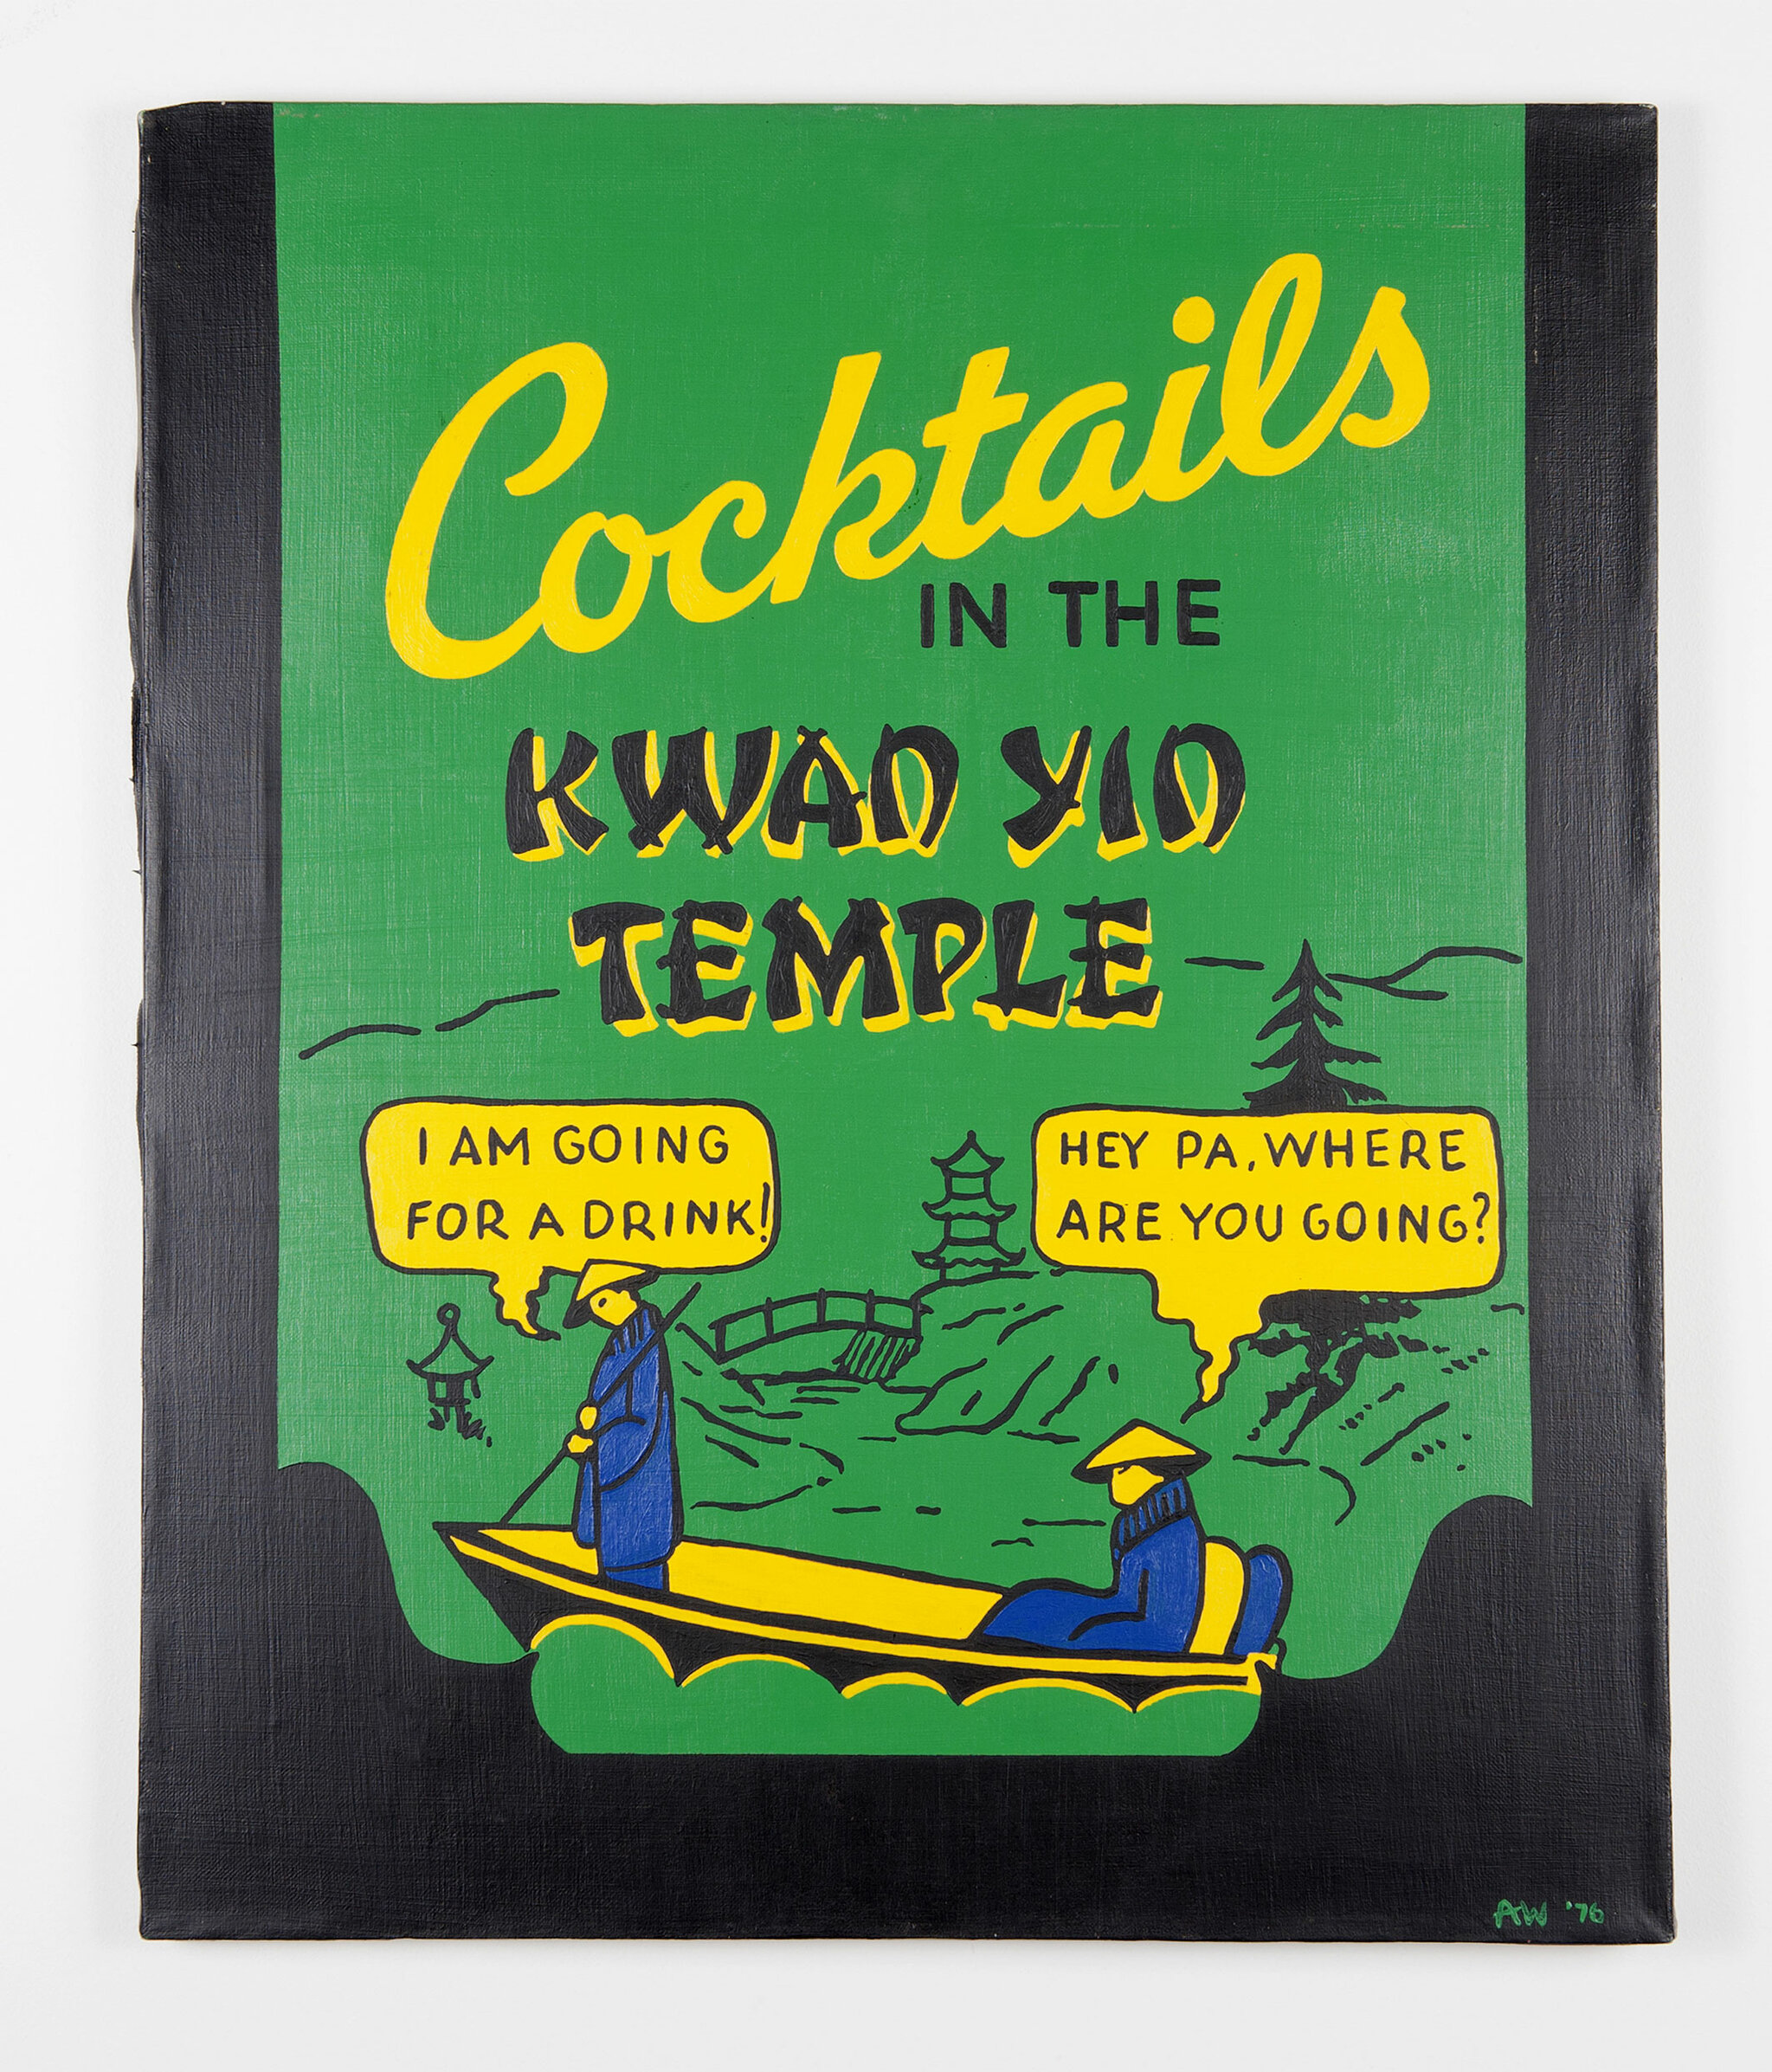 Cocktails
IN THE
KWAN YIN
TEMPLE
I AM GOING
FOR A DRINK!
HEY PA, WHERE
ARE YOU GOING?
AW '76